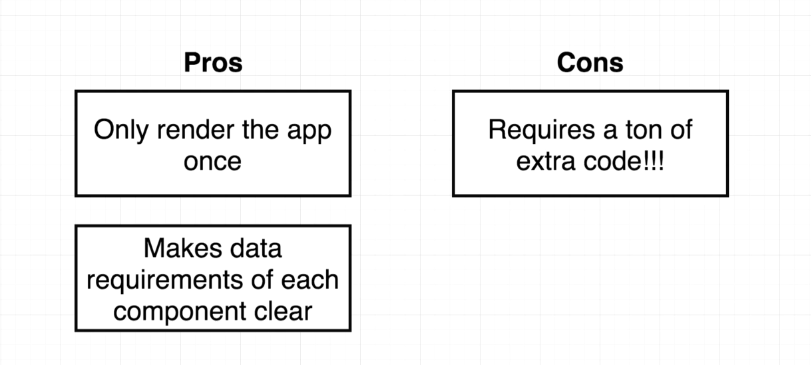 Pros
Only render the app
once
Makes data
requirements of each
component clear
Cons
Requires a ton of
extra code!!!